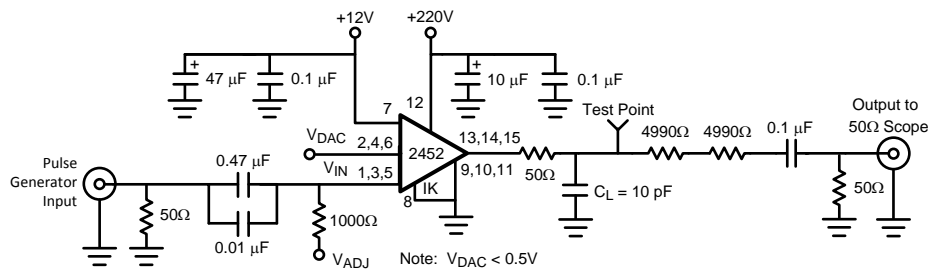 +12V
+220V
47 μF
0.1 μF
10 μF
0.1 μF
7
12
Test Point
Output to
50Ω Scope
VDAC
2,4,6
2452
13,14,15
4990Ω
4990Ω
0.1 μF
VIN
1,3,5
9,10,11
50Ω
IK
8
CL = 10 pF
50Ω
Pulse
Generator
Input
0.47 μF
50Ω
0.01 μF
1000Ω
VADJ
Note: VDAC < 0.5V
+
+